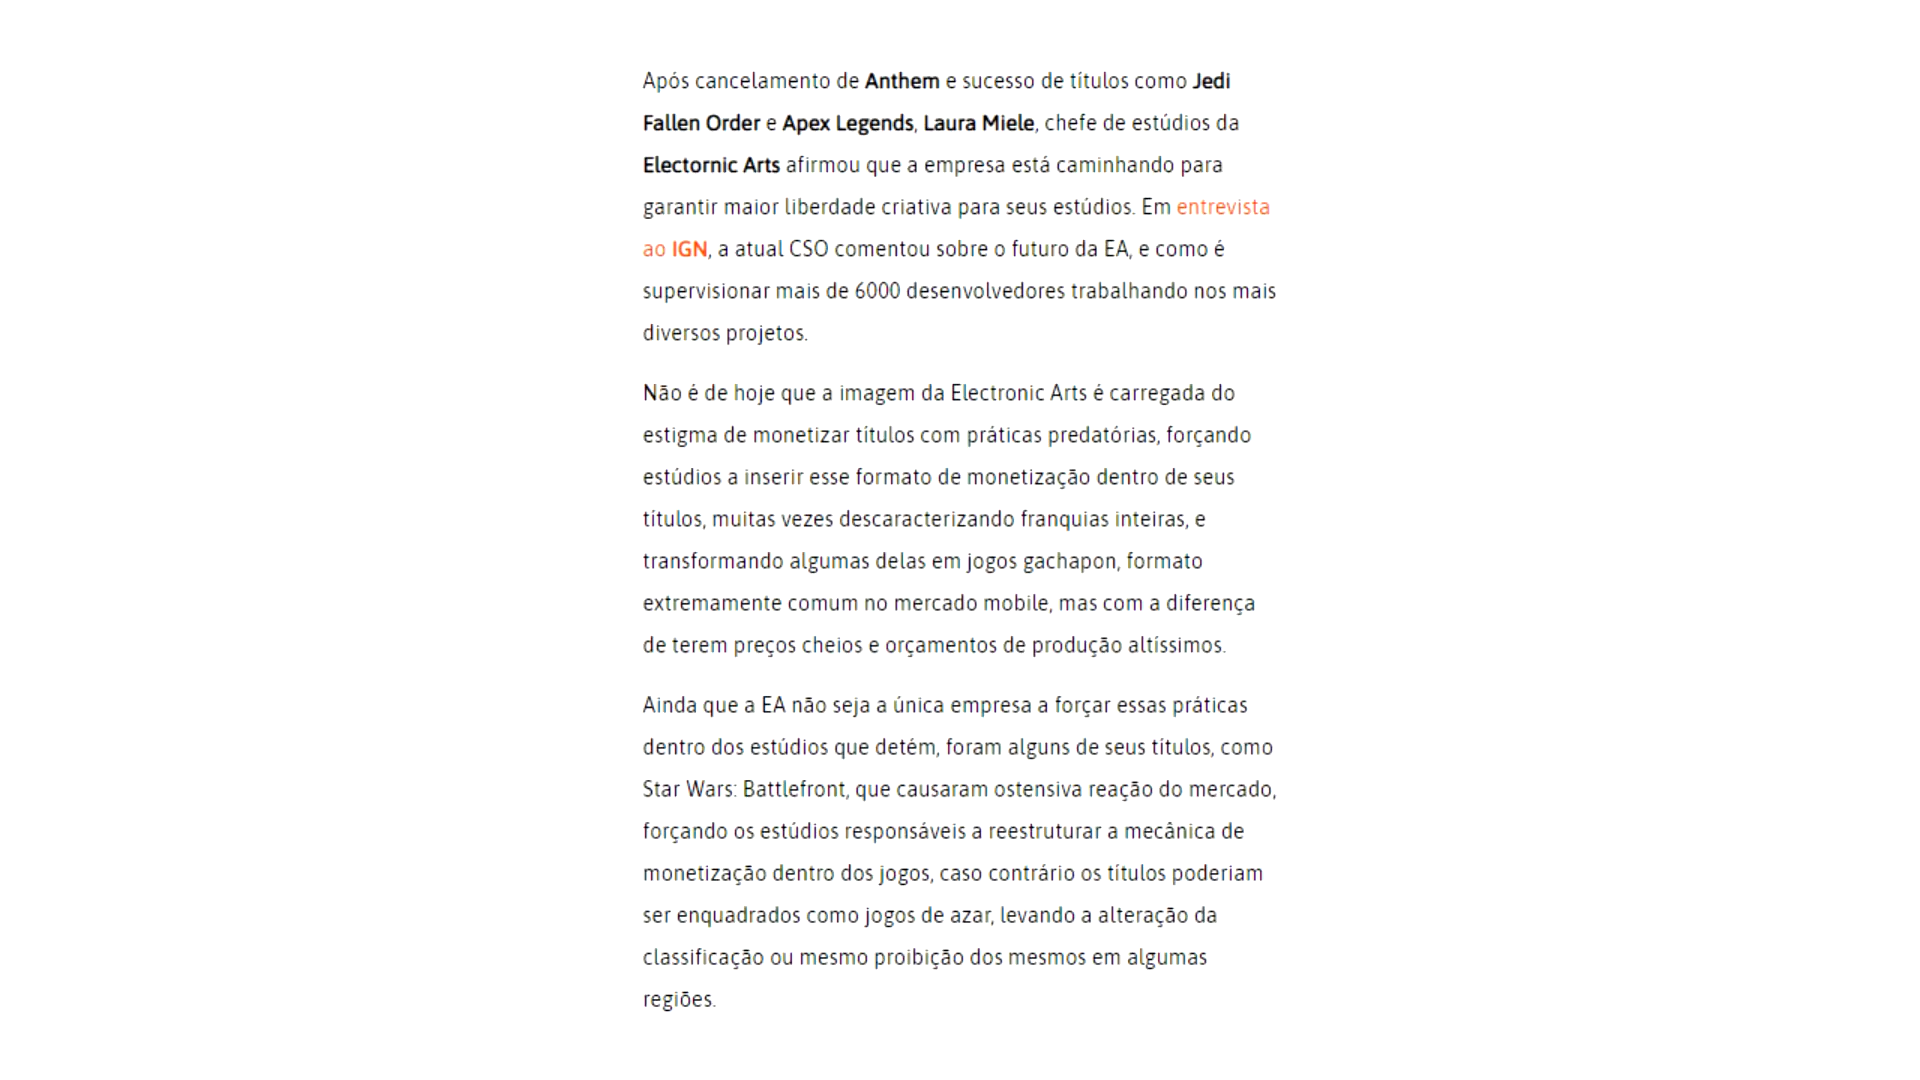 Após cancelamento de Anthem e sucesso de títulos como Jedi
Fallen Order e Apex Legends, Laura Miele, chefe de estúdios da
Electornic Arts afirmou que a empresa está caminhando para
garantir maior liberdade criativa para seus estúdios. Em entrevista
ao IGN, a atual CSO comentou sobre o futuro da EA, e como é
supervisionar mais de 6000 desenvolvedores trabalhando nos mais
diversos projetos.
Não é de hoje que a imagem da Electronic Arts é carregada do
estigma de monetizar títulos com práticas predatórias, forçando
estúdios a inserir esse formato de monetização dentro de seus
títulos, muitas vezes descaracterizando franquias inteiras, e
transformando algumas delas em jogos gachapon, formato
extremamente comum no mercado mobile, mas com a diferença
de terem preços cheios e orçamentos de produção altíssimos.
Ainda que a EA não seja a única empresa a forçar essas práticas
dentro dos estúdios que detém, foram alguns de seus títulos, como
Star Wars: Battlefront, que causaram ostensiva reação do mercado,
forçando os estúdios responsáveis a reestruturar a mecânica de
monetização dentro dos jogos, caso contrário os títulos poderiam
ser enquadrados como jogos de azar, levando a alteração da
classificação ou mesmo proibição dos mesmos em algumas
regiões.